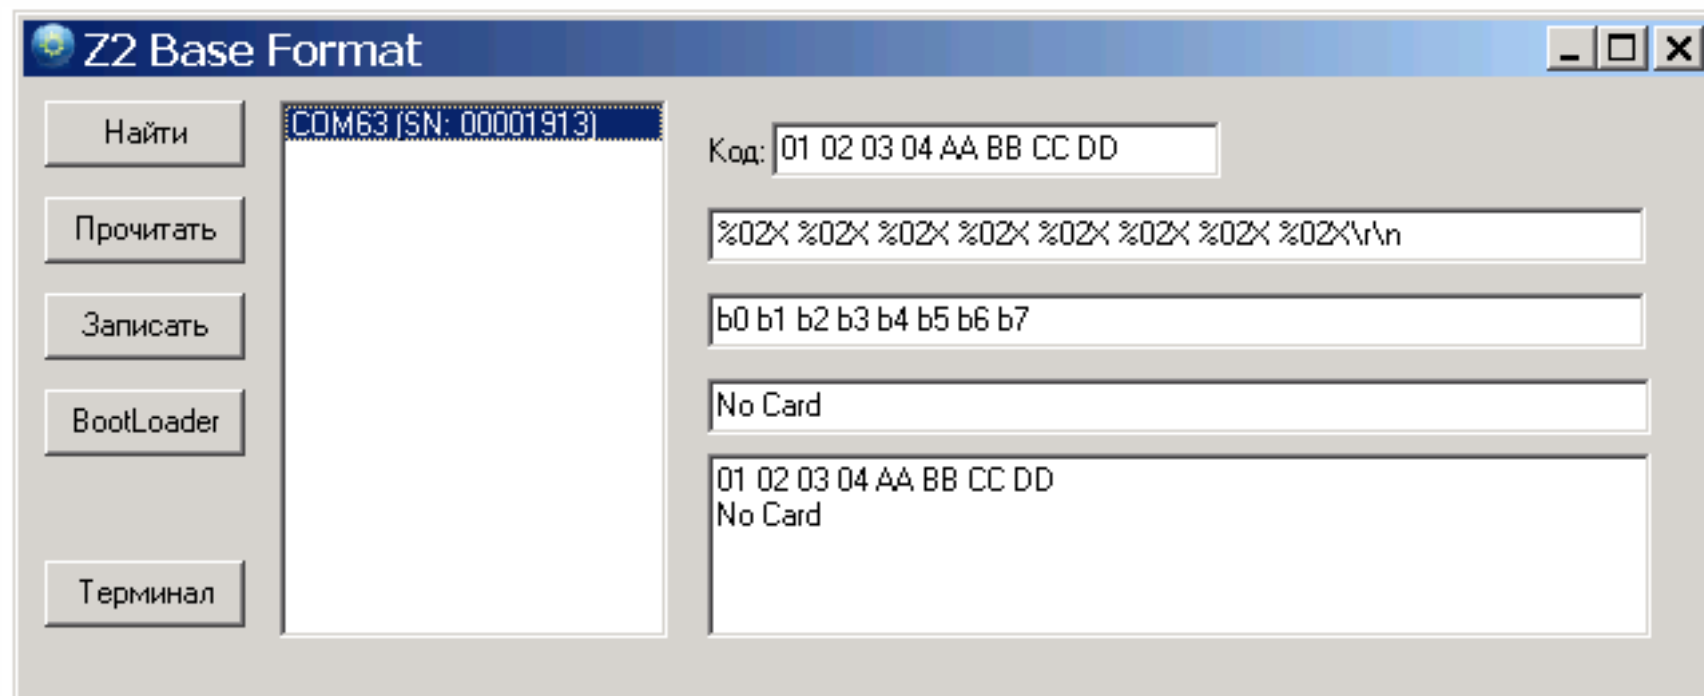 Z2 Base Format
Найти
Прочитать
Записать
BootLoader
Терминал
COM63 (SN: 00001913)
Код: 01 02 03 04 AA BB CC DD
%02X %02X %02X %02X %02X %02X %02X %02X\r\n
b0 b1 b2 b3 b4 b5 b6 b7
No Card
01 02 03 04 AA BB CC DD
No Card